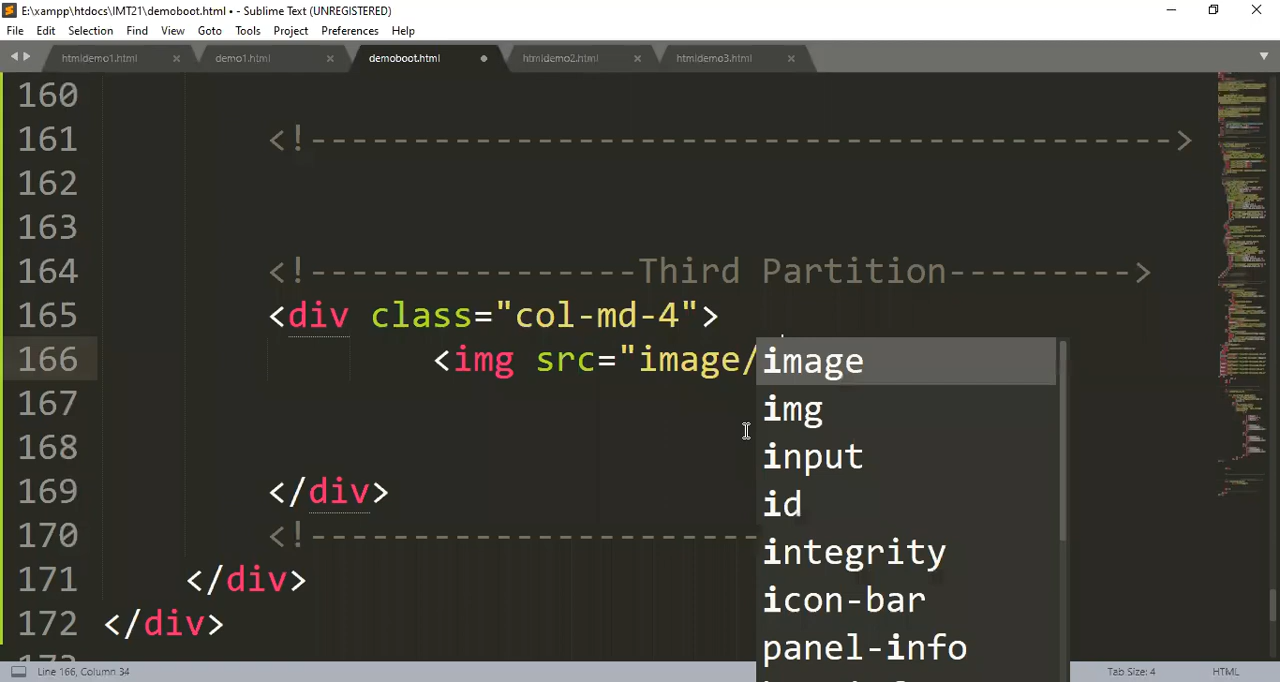 E:\xampp\htdocs\IMT21\demoboot.html • - Sublime Text (UNREGISTERED)
File Edit Selection Find View Goto Tools Project Preferences Help
htmldemo1.html demo1.html demoboot.html htmldemo2.html htmldemo3.html
160
161 <!------------------------------------------>
162
163
164 <!----------------Third Partition---------->
165 <div class="col-md-4">
166 <img src="image/
image
167
img
168
input
169 </div>
id
170 <!----------------------
integrity
171 </div>
icon-bar
172 </div>
panel-info
Line 166, Column 34 Tab Size: 4 HTML